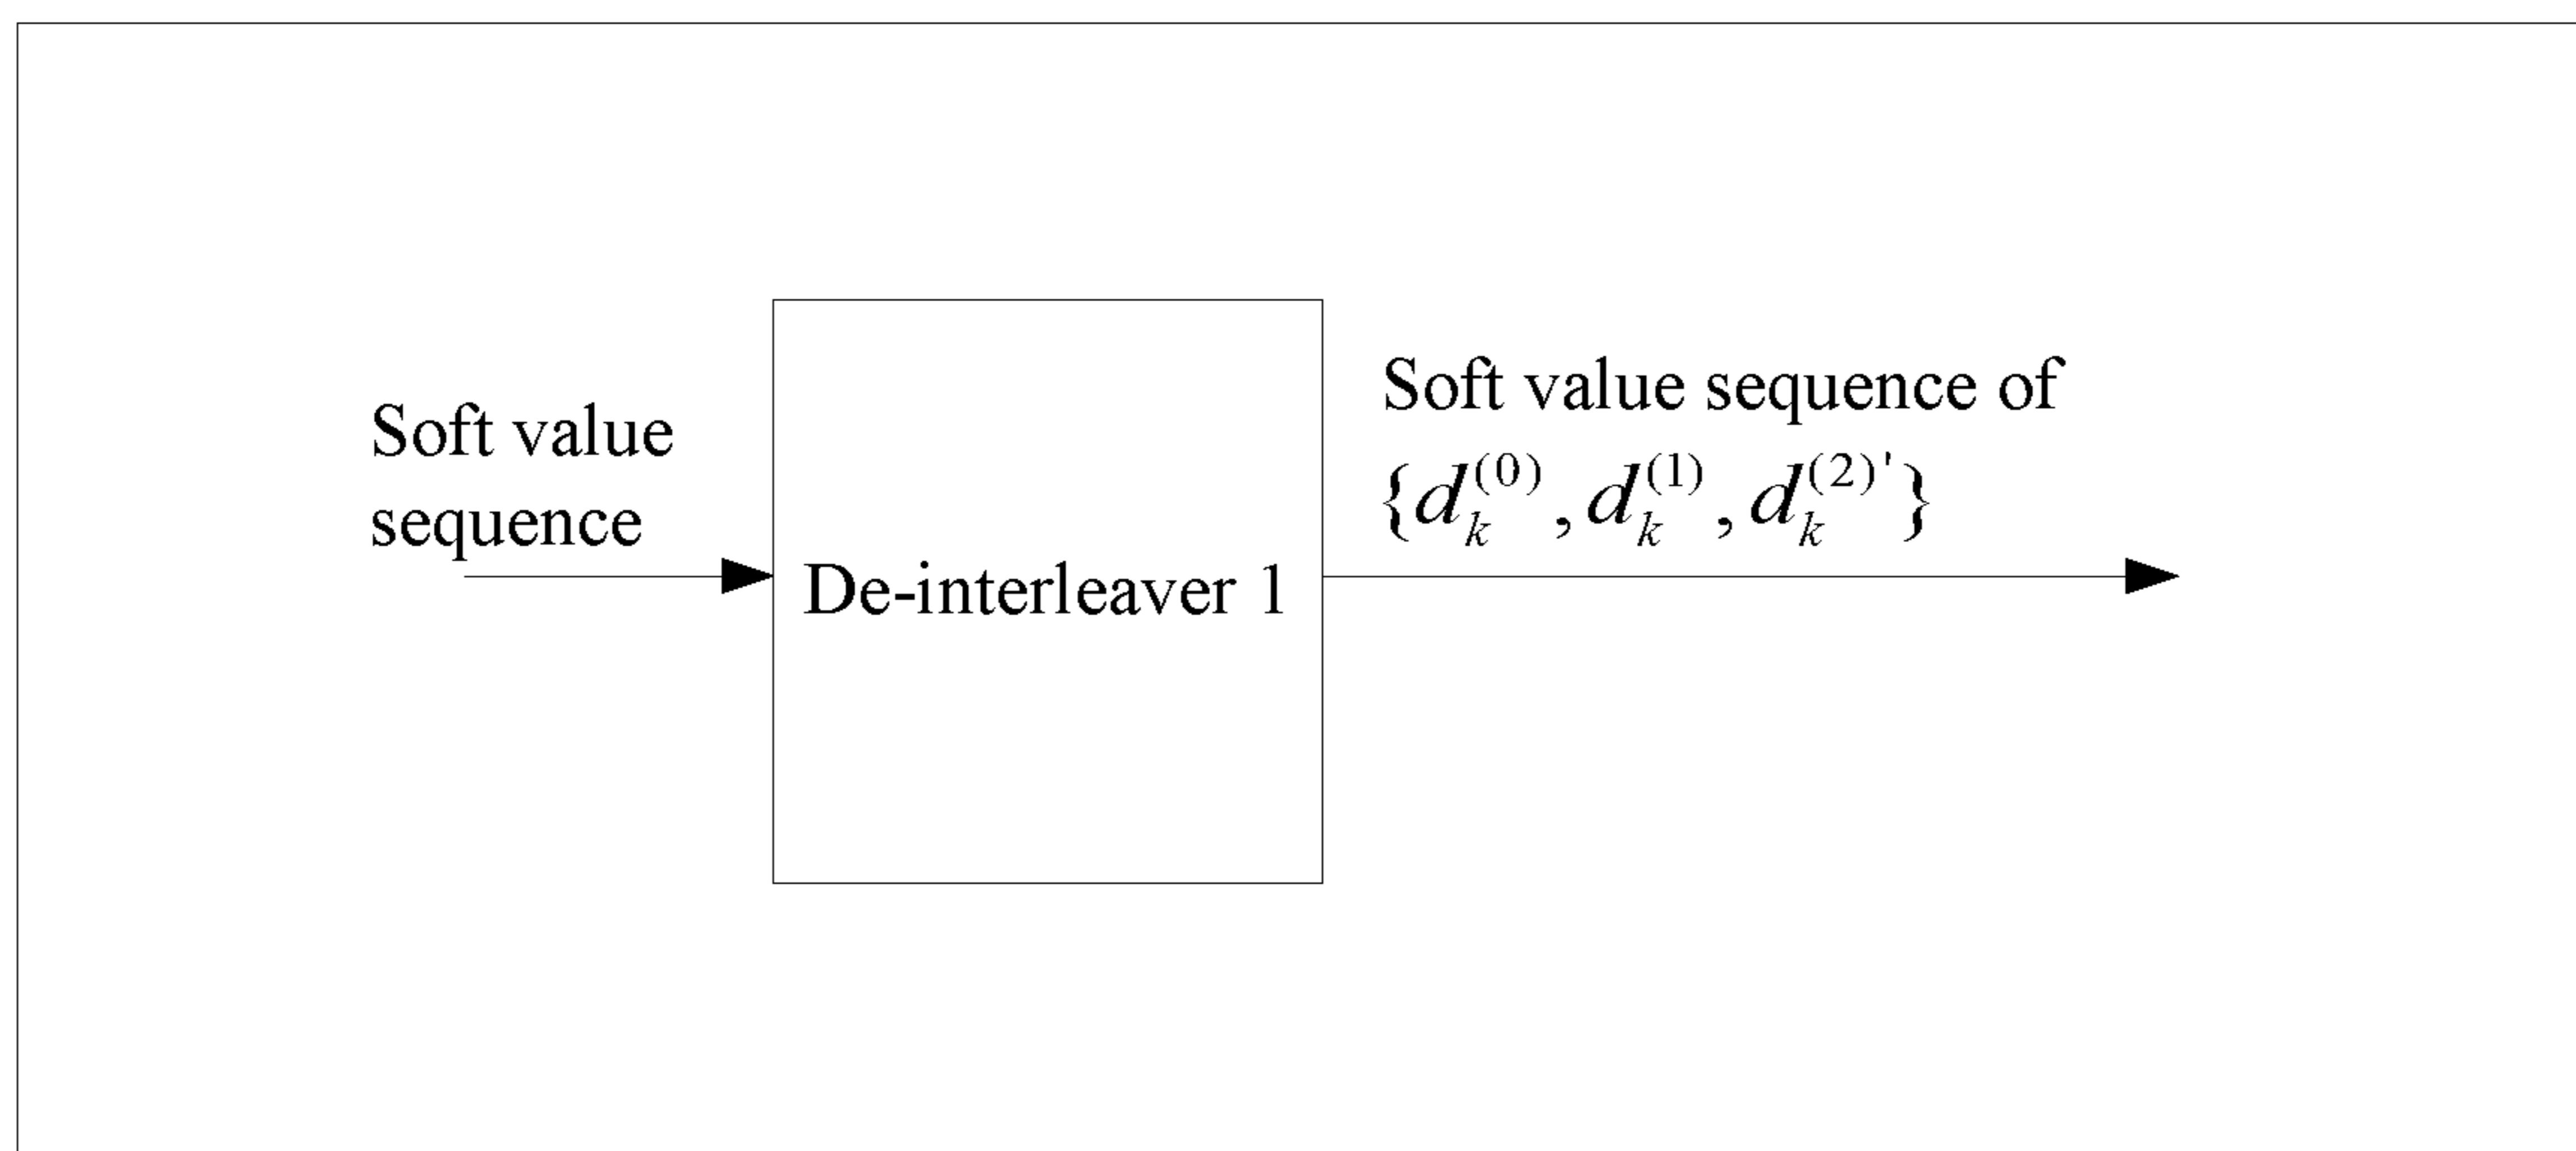 Soft value
sequence
De-interleaver 1
Soft value sequence of
{d_k^{(0)}, d_k^{(1)}, d_k^{(2)'}}